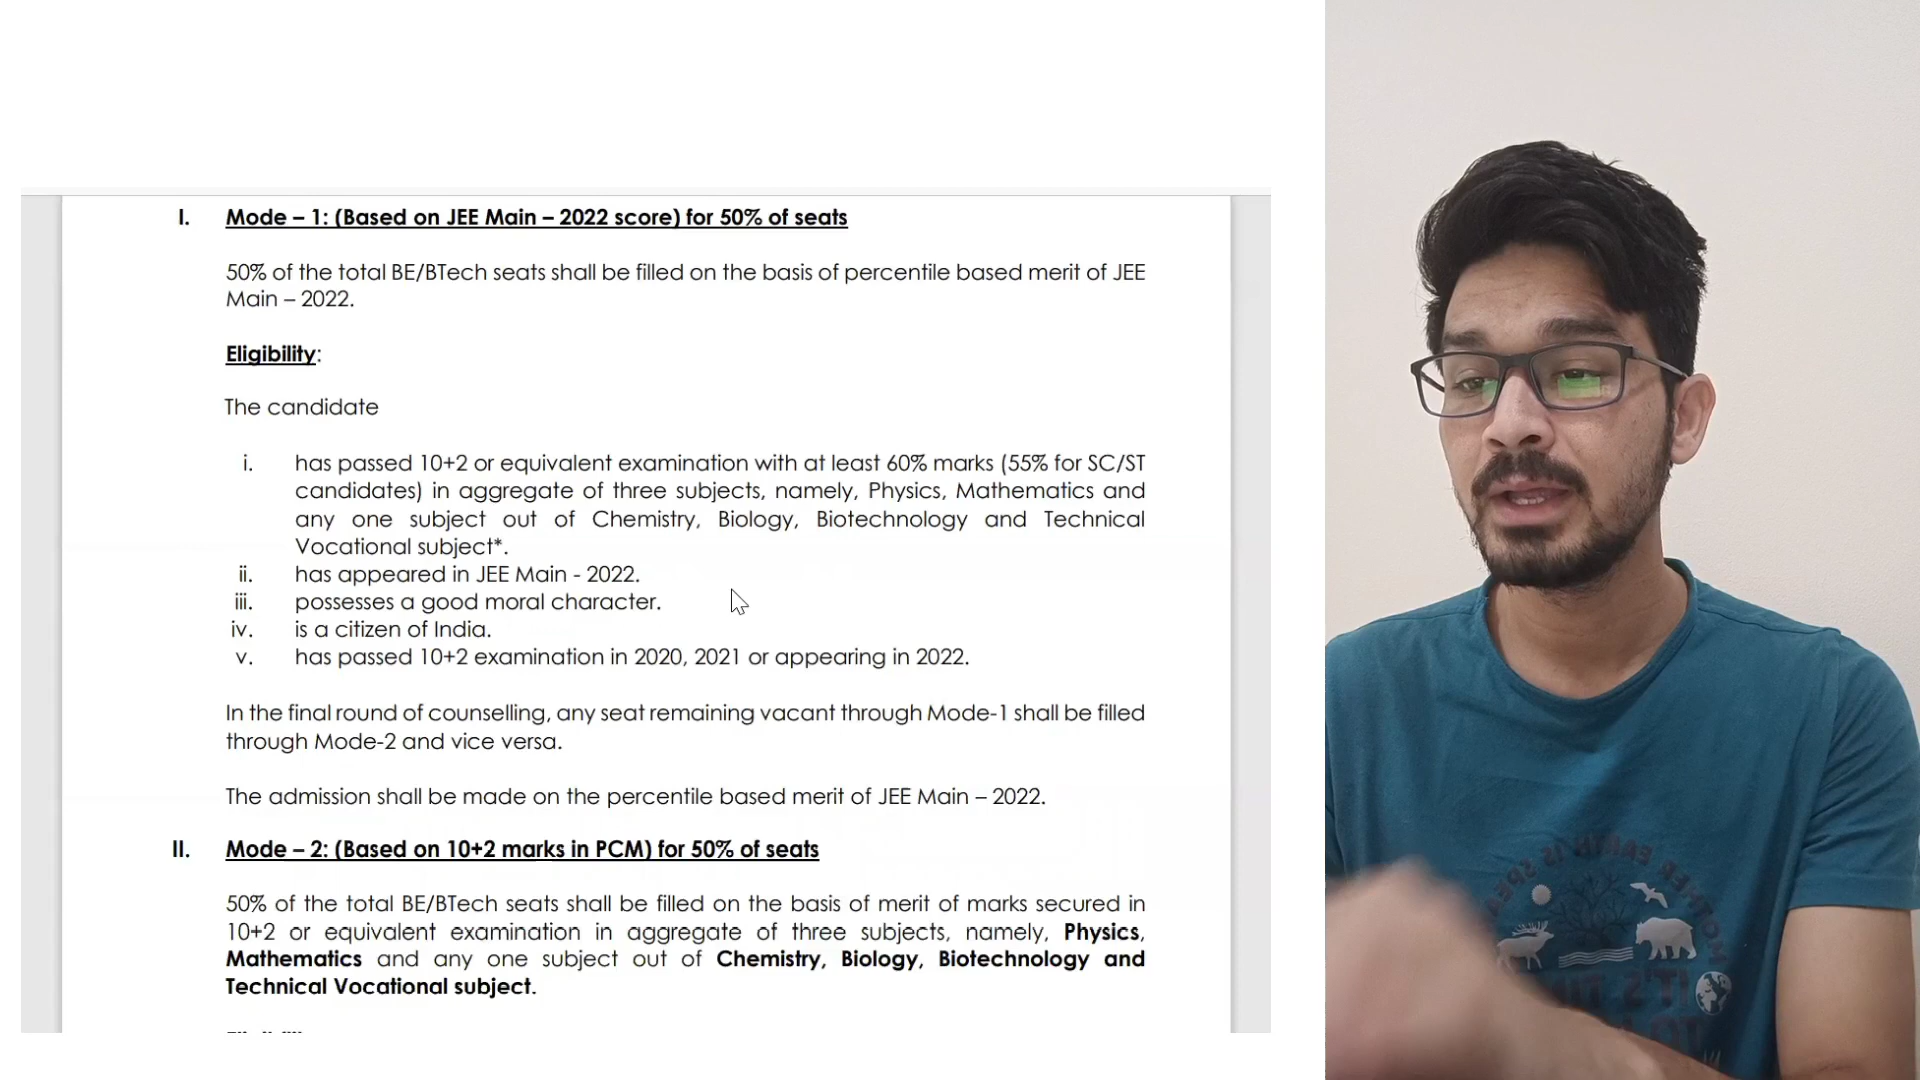 I. Mode – 1: (Based on JEE Main – 2022 score) for 50% of seats
50% of the total BE/BTech seats shall be filled on the basis of percentile based merit of JEE
Main – 2022.
Eligibility:
The candidate
i. has passed 10+2 or equivalent examination with at least 60% marks (55% for SC/ST
candidates) in aggregate of three subjects, namely, Physics, Mathematics and
any one subject out of Chemistry, Biology, Biotechnology and Technical
Vocational subject*.
ii. has appeared in JEE Main - 2022.
iii. possesses a good moral character.
iv. is a citizen of India.
v. has passed 10+2 examination in 2020, 2021 or appearing in 2022.
In the final round of counselling, any seat remaining vacant through Mode-1 shall be filled
through Mode-2 and vice versa.
The admission shall be made on the percentile based merit of JEE Main – 2022.
II. Mode – 2: (Based on 10+2 marks in PCM) for 50% of seats
50% of the total BE/BTech seats shall be filled on the basis of merit of marks secured in
10+2 or equivalent examination in aggregate of three subjects, namely, Physics,
Mathematics and any one subject out of Chemistry, Biology, Biotechnology and
Technical Vocational subject.